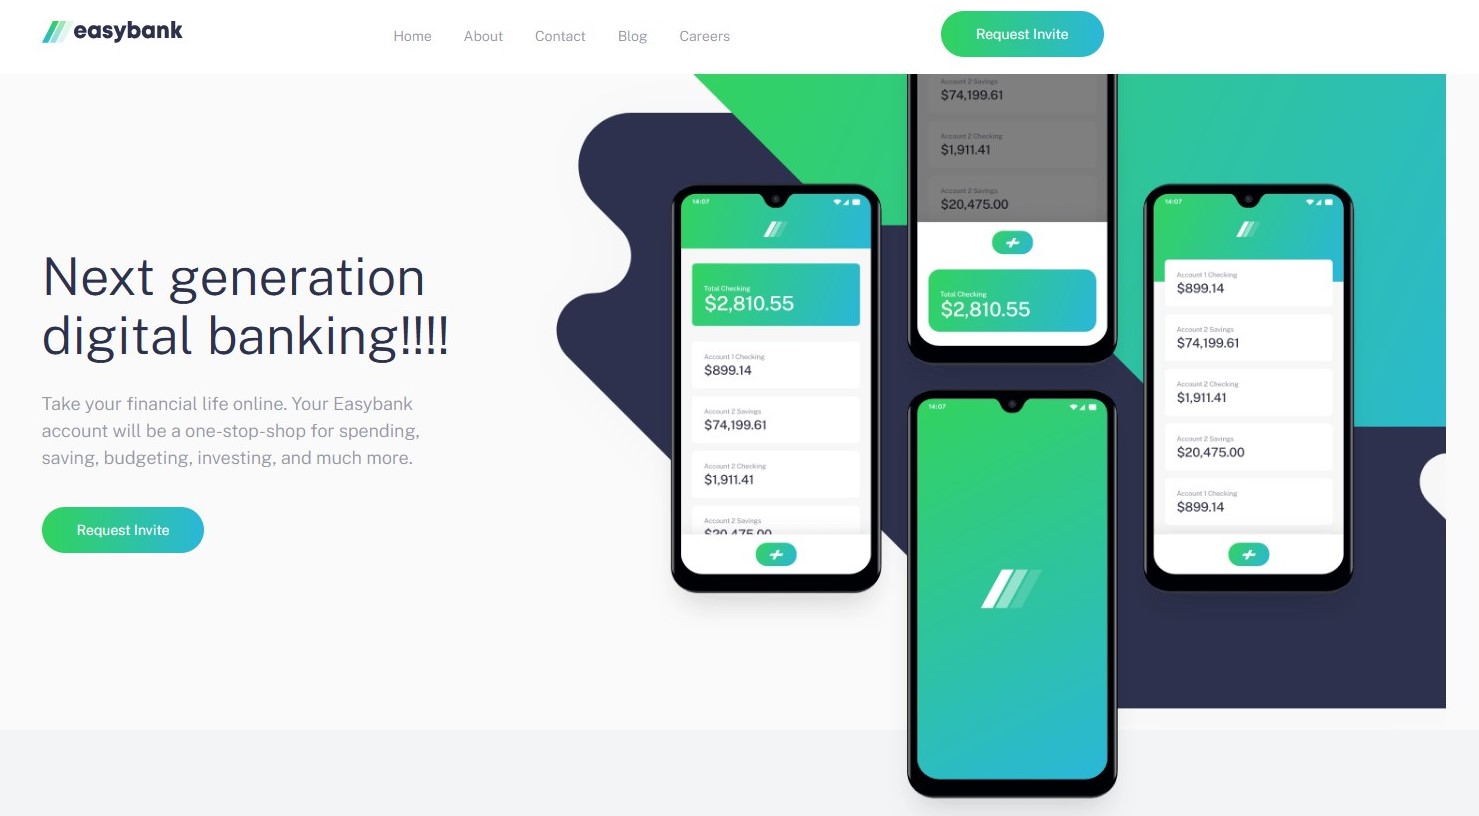 easybank
Home
About
Contact
Blog
Careers
Request Invite
Next generation
digital banking!!!!
Take your financial life online. Your Easybank
account will be a one-stop-shop for spending,
saving, budgeting, investing, and much more.
Request Invite
14:07
Total Checking
$2,810.55
Account 1 Checking
$899.14
Account 2 Savings
$74,199.61
Account 2 Checking
$1,911.41
Account 2 Savings
$20,475.00
Account 2 Savings
$74,199.61
Account 2 Checking
$1,911.41
Account 2 Savings
$20,475.00
Total Checking
$2,810.55
14:07
14:07
Account 1 Checking
$899.14
Account 2 Savings
$74,199.61
Account 2 Checking
$1,911.41
Account 2 Savings
$20,475.00
Account 1 Checking
$899.14